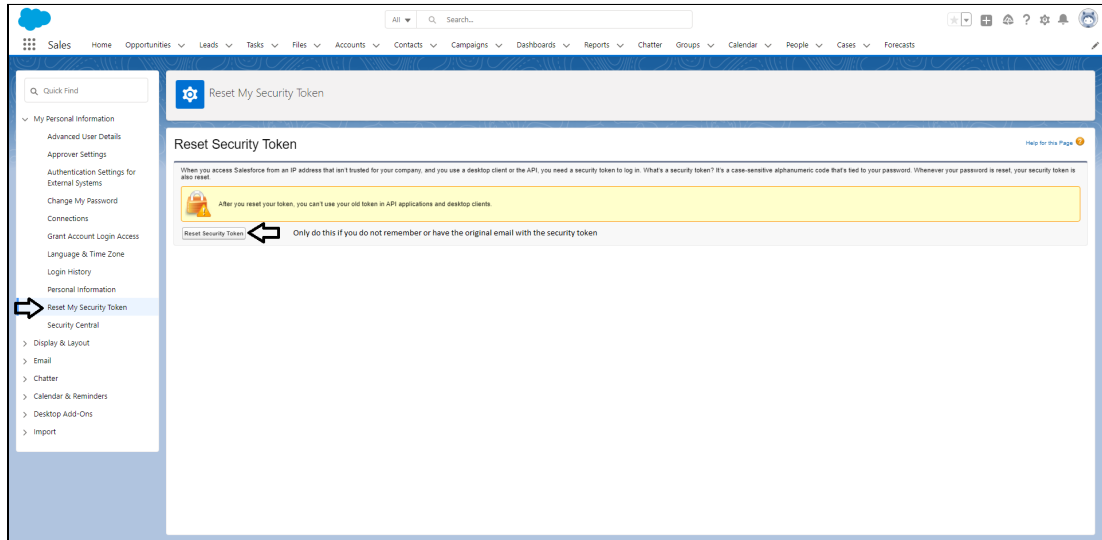 All
Search...
Sales
Home
Opportunities
Leads
Tasks
Files
Accounts
Contacts
Campaigns
Dashboards
Reports
Chatter
Groups
Calendar
People
Cases
Forecasts
Quick Find
My Personal Information
Advanced User Details
Approver Settings
Authentication Settings for
External Systems
Change My Password
Connections
Grant Account Login Access
Language & Time Zone
Login History
Personal Information
Reset My Security Token
Security Central
Display & Layout
Email
Chatter
Calendar & Reminders
Desktop Add-Ons
Import
Reset My Security Token
Reset Security Token
Help for this Page
When you access Salesforce from an IP address that isn't trusted for your company, and you use a desktop client or the API, you need a security token to log in. What's a security token? It's a case-sensitive alphanumeric code that's tied to your password. Whenever your password is reset, your security token is
also reset.
After you reset your token, you can't use your old token in API applications and desktop clients.
Reset Security Token
Only do this if you do not remember or have the original email with the security token